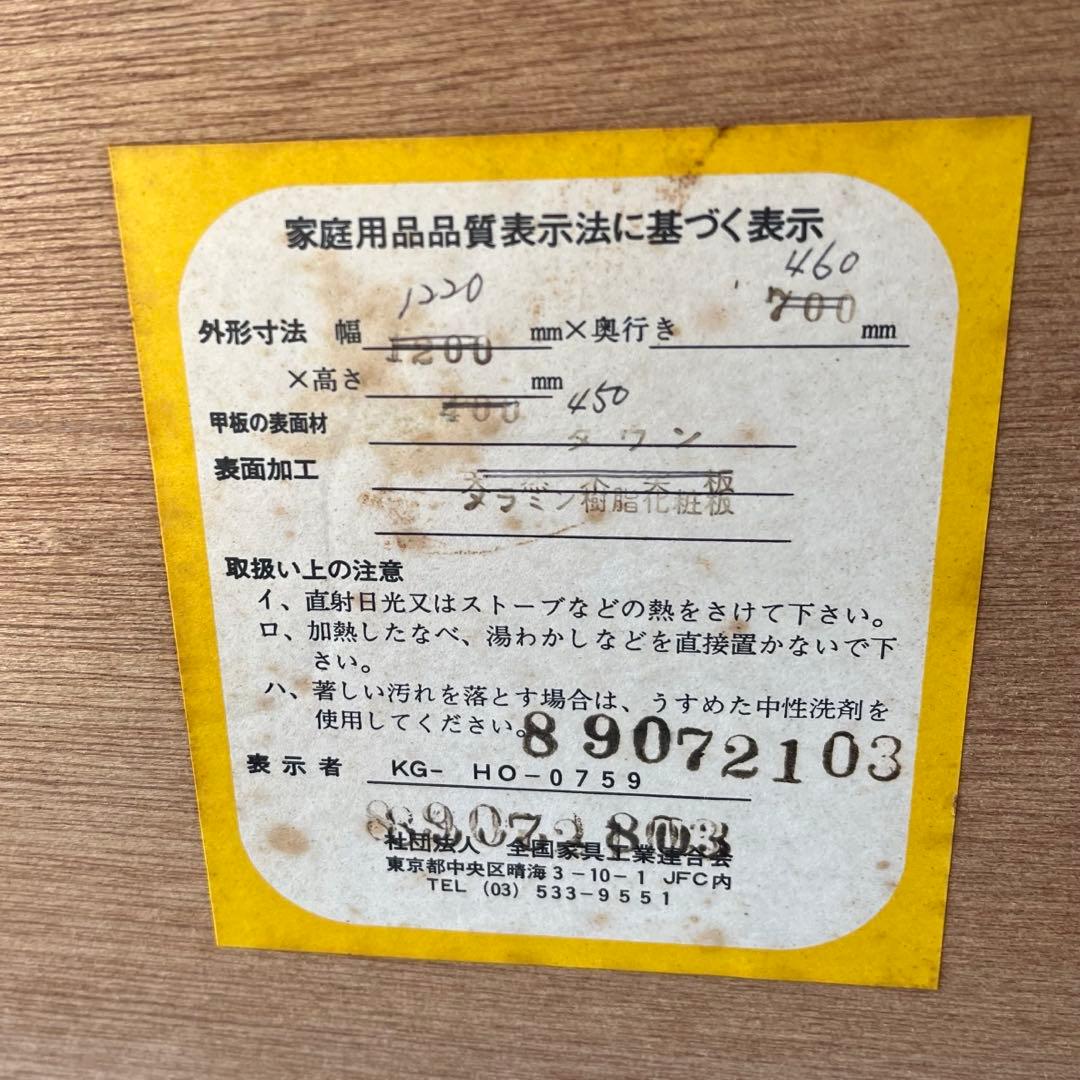 家庭用品品質表示法に基づく表示
1220 460
外形寸法 幅 1200 mm×奥行き 700 mm
×高さ 400 mm 450
甲板の表面材 タウン
表面加工
メラミン樹脂化粧板
取扱い上の注意
イ、直射日光又はストーブなどの熱をさけて下さい。
ロ、加熱したなべ、湯わかしなどを直接置かないで下
さい。
ハ、著しい汚れを落とす場合は、うすめた中性洗剤を
使用してください。
89072103
表示者 KG- HO-0759
社団法人 全国家具工業連合会
東京都中央区晴海3-10-1 JFC内
TEL (03) 533-9551